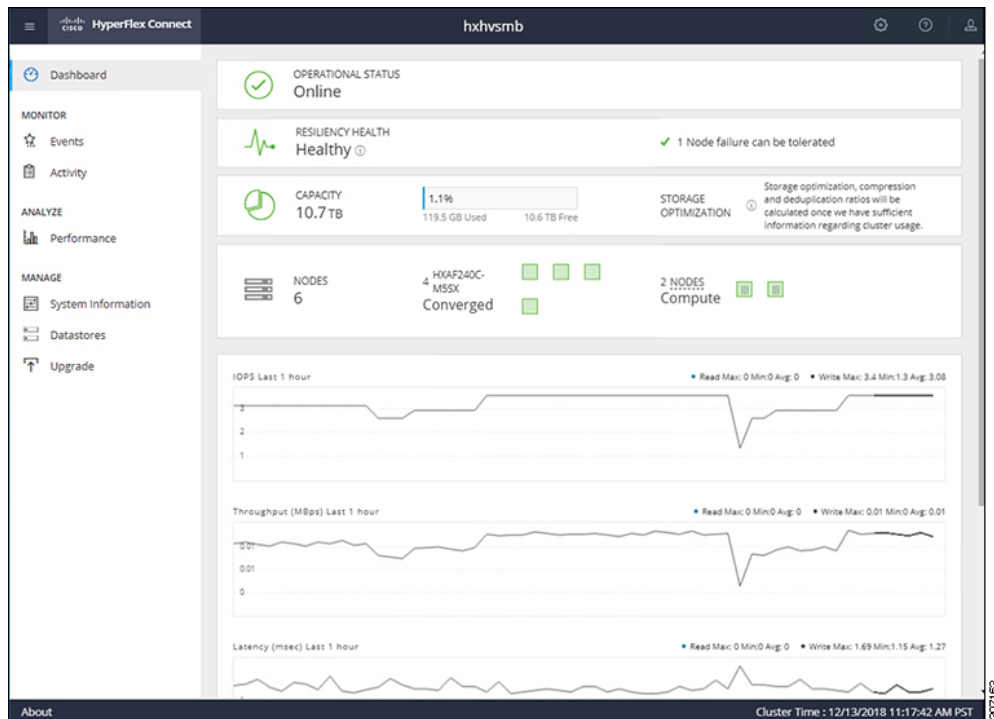 cisco HyperFlex Connect
hxhvsmb
Dashboard
MONITOR
Events
Activity
ANALYZE
Performance
MANAGE
System Information
Datastores
Upgrade
OPERATIONAL STATUS
Online
RESILIENCY HEALTH
Healthy
1 Node failure can be tolerated
CAPACITY
10.7 TB
1.1%
119.5 GB Used 10.6 TB Free
STORAGE
OPTIMIZATION
Storage optimization, compression
and deduplication ratios will be
calculated once we have sufficient
information regarding cluster usage.
NODES
6
4 HXAF240C-
M5SX
Converged
2 NODES
Compute
IOPS Last 1 hour
Read Max: 0 Min:0 Avg: 0 Write Max: 3.4 Min:1.3 Avg: 3.08
3
2
1
Throughput (MBps) Last 1 hour
Read Max: 0 Min:0 Avg: 0 Write Max: 0.01 Min:0 Avg: 0.01
0.01
0.01
0
Latency (msec) Last 1 hour
Read Max: 0 Min:0 Avg: 0 Write Max: 1.69 Min:1.15 Avg: 1.27
About
Cluster Time : 12/13/2018 11:17:42 AM PST